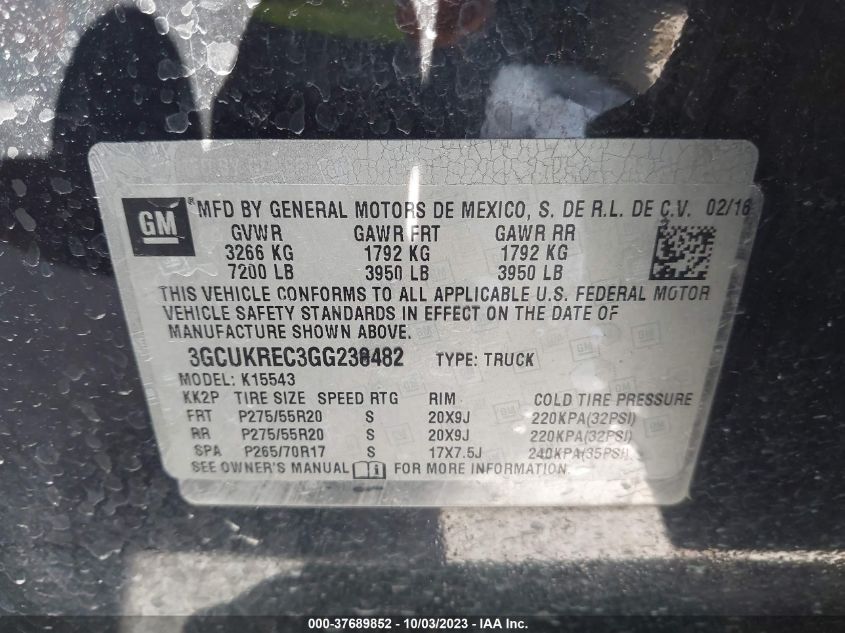 GM
® MFD BY GENERAL MOTORS DE MEXICO, S. DE R.L. DE C.V. 02/16
GVWR GAWR FRT GAWR RR
3266 KG 1792 KG 1792 KG
7200 LB 3950 LB 3950 LB
THIS VEHICLE CONFORMS TO ALL APPLICABLE U.S. FEDERAL MOTOR
VEHICLE SAFETY STANDARDS IN EFFECT ON THE DATE OF
MANUFACTURE SHOWN ABOVE.
3GCUKREC3GG238482 TYPE: TRUCK
MODEL: K15543
KK2P TIRE SIZE SPEED RTG RIM COLD TIRE PRESSURE
FRT P275/55R20 S 20X9J 220KPA(32PSI)
RR P275/55R20 S 20X9J 220KPA(32PSI)
SPA P265/70R17 S 17X7.5J 240KPA(35PSI)
SEE OWNER'S MANUAL FOR MORE INFORMATION
000-37689852 - 10/03/2023 - IAA Inc.